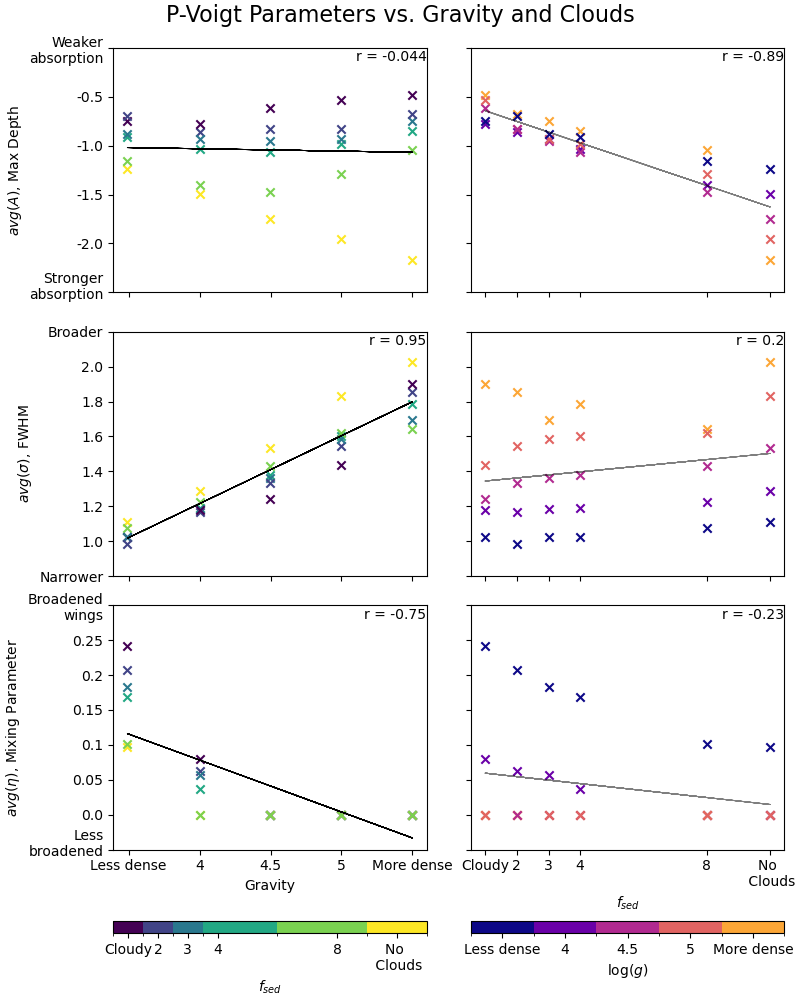 P-Voigt Parameters vs. Gravity and Clouds
Weaker
absorption
r = -0.044
r = -0.89
-0.5
-1.0
-1.5
-2.0
avg(A), Max Depth
Stronger
absorption
Broader
r = 0.95
r = 0.2
2.0
1.8
1.6
1.4
1.2
1.0
avg(σ), FWHM
Narrower
Broadened
wings
r = -0.75
r = -0.23
0.25
0.2
0.15
0.1
0.05
0.0
avg(η), Mixing Parameter
Less
broadened
Less dense 4 4.5 5 More dense
Gravity
Cloudy 2 3 4 8 No
Clouds
f_sed
Cloudy 2 3 4 8 No
Clouds
f_sed
Less dense 4 4.5 5 More dense
log(g)